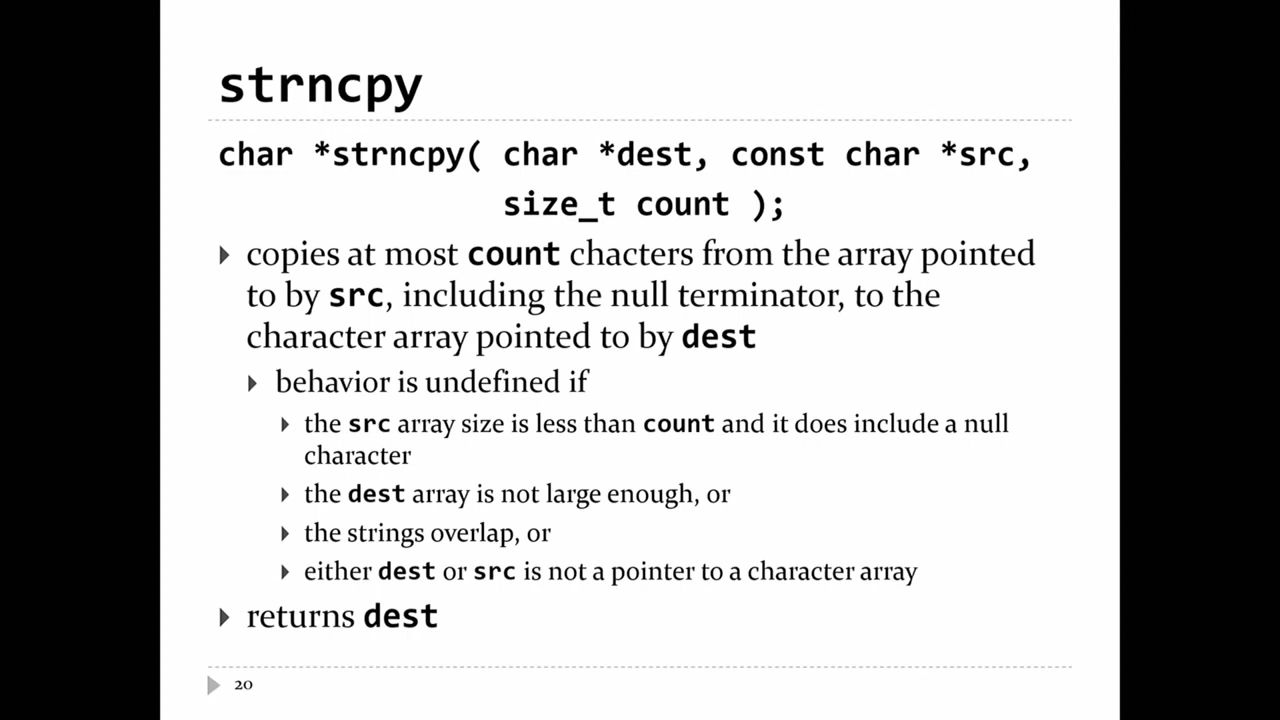 strncpy
char *strncpy( char *dest, const char *src,
size_t count );
copies at most count chacters from the array pointed
to by src, including the null terminator, to the
character array pointed to by dest
behavior is undefined if
the src array size is less than count and it does include a null
character
the dest array is not large enough, or
the strings overlap, or
either dest or src is not a pointer to a character array
returns dest
20